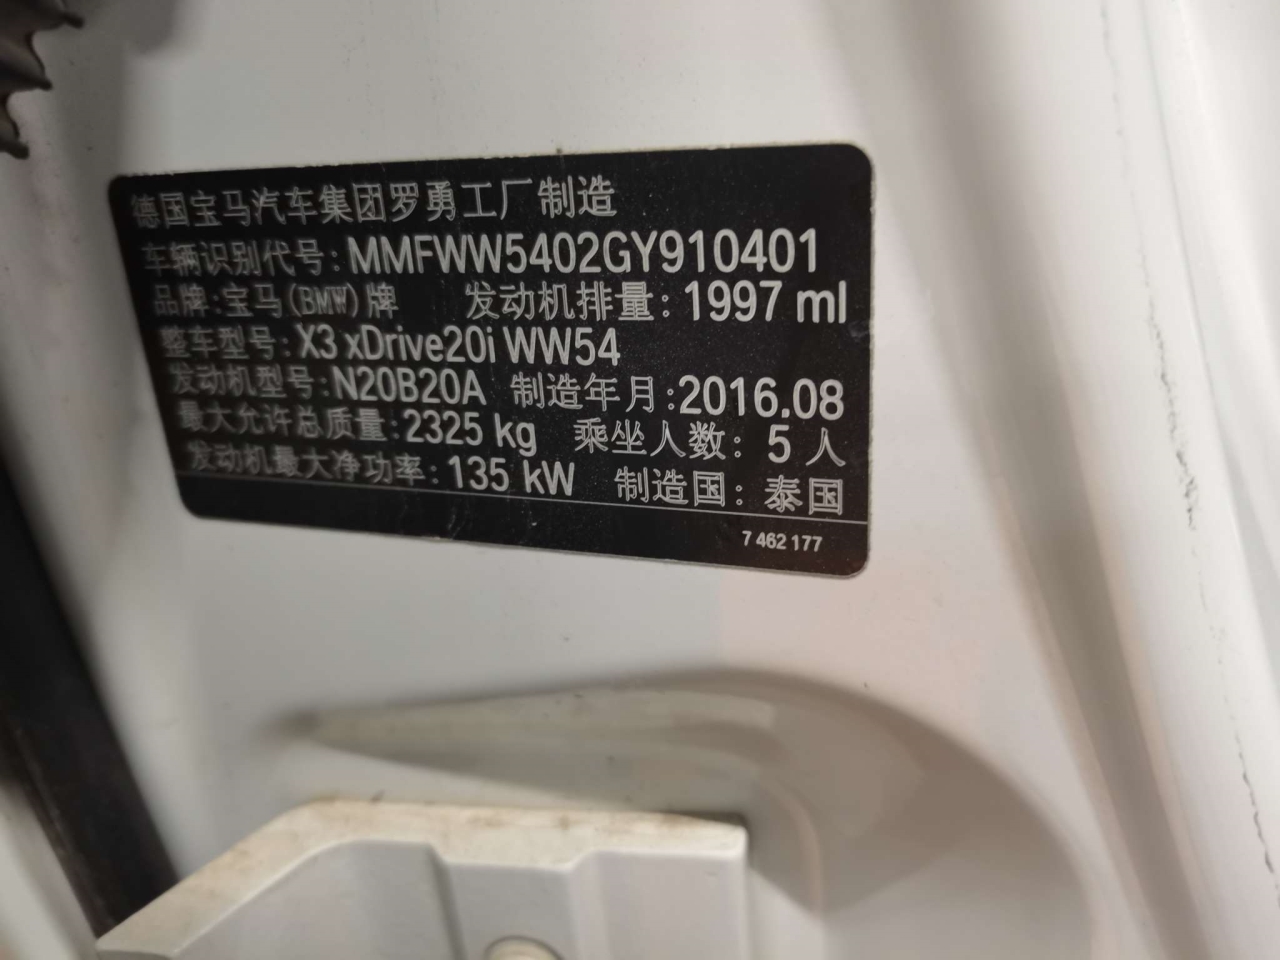 德国宝马汽车集团罗勇工厂制造
车辆识别代号:MMFWW5402GY910401
品牌:宝马(BMW)牌 发动机排量:1997 ml
整车型号:X3 xDrive20i WW54
发动机型号:N20B20A 制造年月:2016.08
最大允许总质量:2325 kg 乘坐人数:5人
发动机最大净功率:135 kW 制造国:泰国
7 462 177